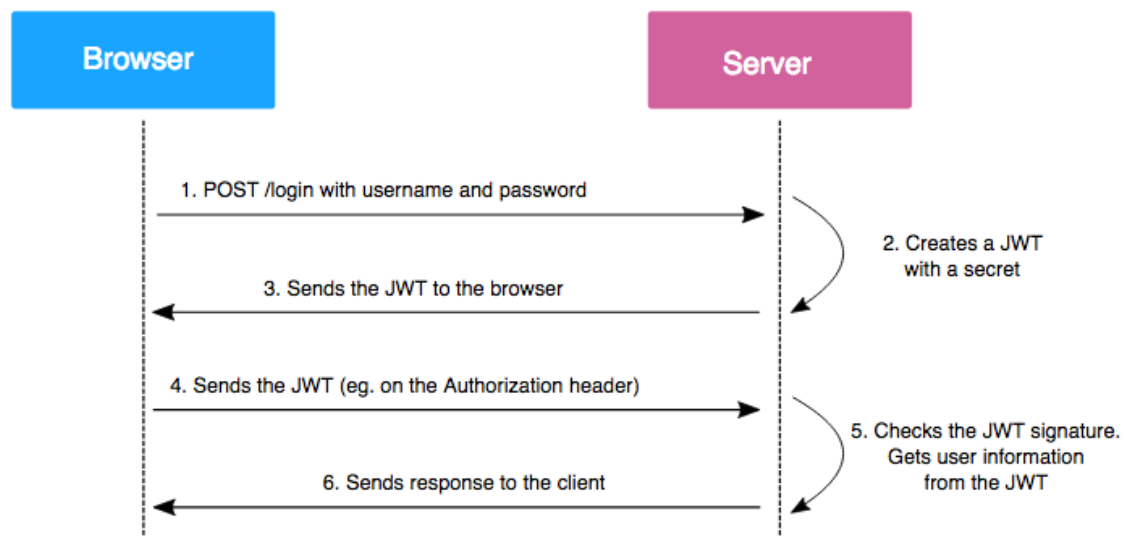 Browser
Server
1. POST /login with username and password
2. Creates a JWT
with a secret
3. Sends the JWT to the browser
4. Sends the JWT (eg. on the Authorization header)
5. Checks the JWT signature.
Gets user information
from the JWT
6. Sends response to the client